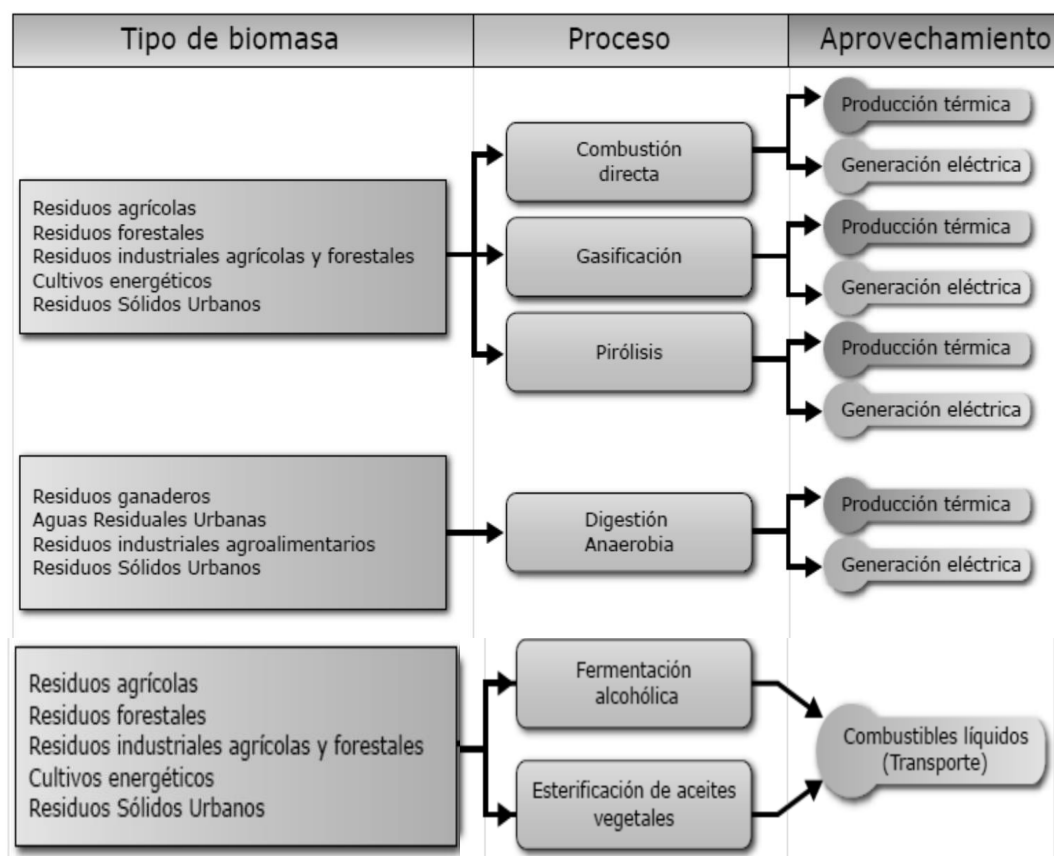 Tipo de biomasa
Proceso
Aprovechamiento
Residuos agrícolas
Residuos forestales
Residuos industriales agrícolas y forestales
Cultivos energéticos
Residuos Sólidos Urbanos
Combustión
directa
Producción térmica
Generación eléctrica
Gasificación
Producción térmica
Generación eléctrica
Pirólisis
Producción térmica
Generación eléctrica
Residuos ganaderos
Aguas Residuales Urbanas
Residuos industriales agroalimentarios
Residuos Sólidos Urbanos
Digestión
Anaerobia
Producción térmica
Generación eléctrica
Residuos agrícolas
Residuos forestales
Residuos industriales agrícolas y forestales
Cultivos energéticos
Residuos Sólidos Urbanos
Fermentación
alcohólica
Esterificación de aceites
vegetales
Combustibles líquidos
(Transporte)